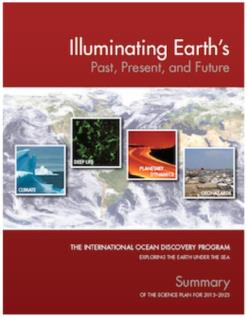 Illuminating Earth's
Past, Present, and Future
DEEP LIFE
PLANETARY
DYNAMICS
CLIMATE
GEOHAZARDS
THE INTERNATIONAL OCEAN DISCOVERY PROGRAM
EXPLORING THE EARTH UNDER THE SEA
Summary
OF THE SCIENCE PLAN FOR 2013–2023